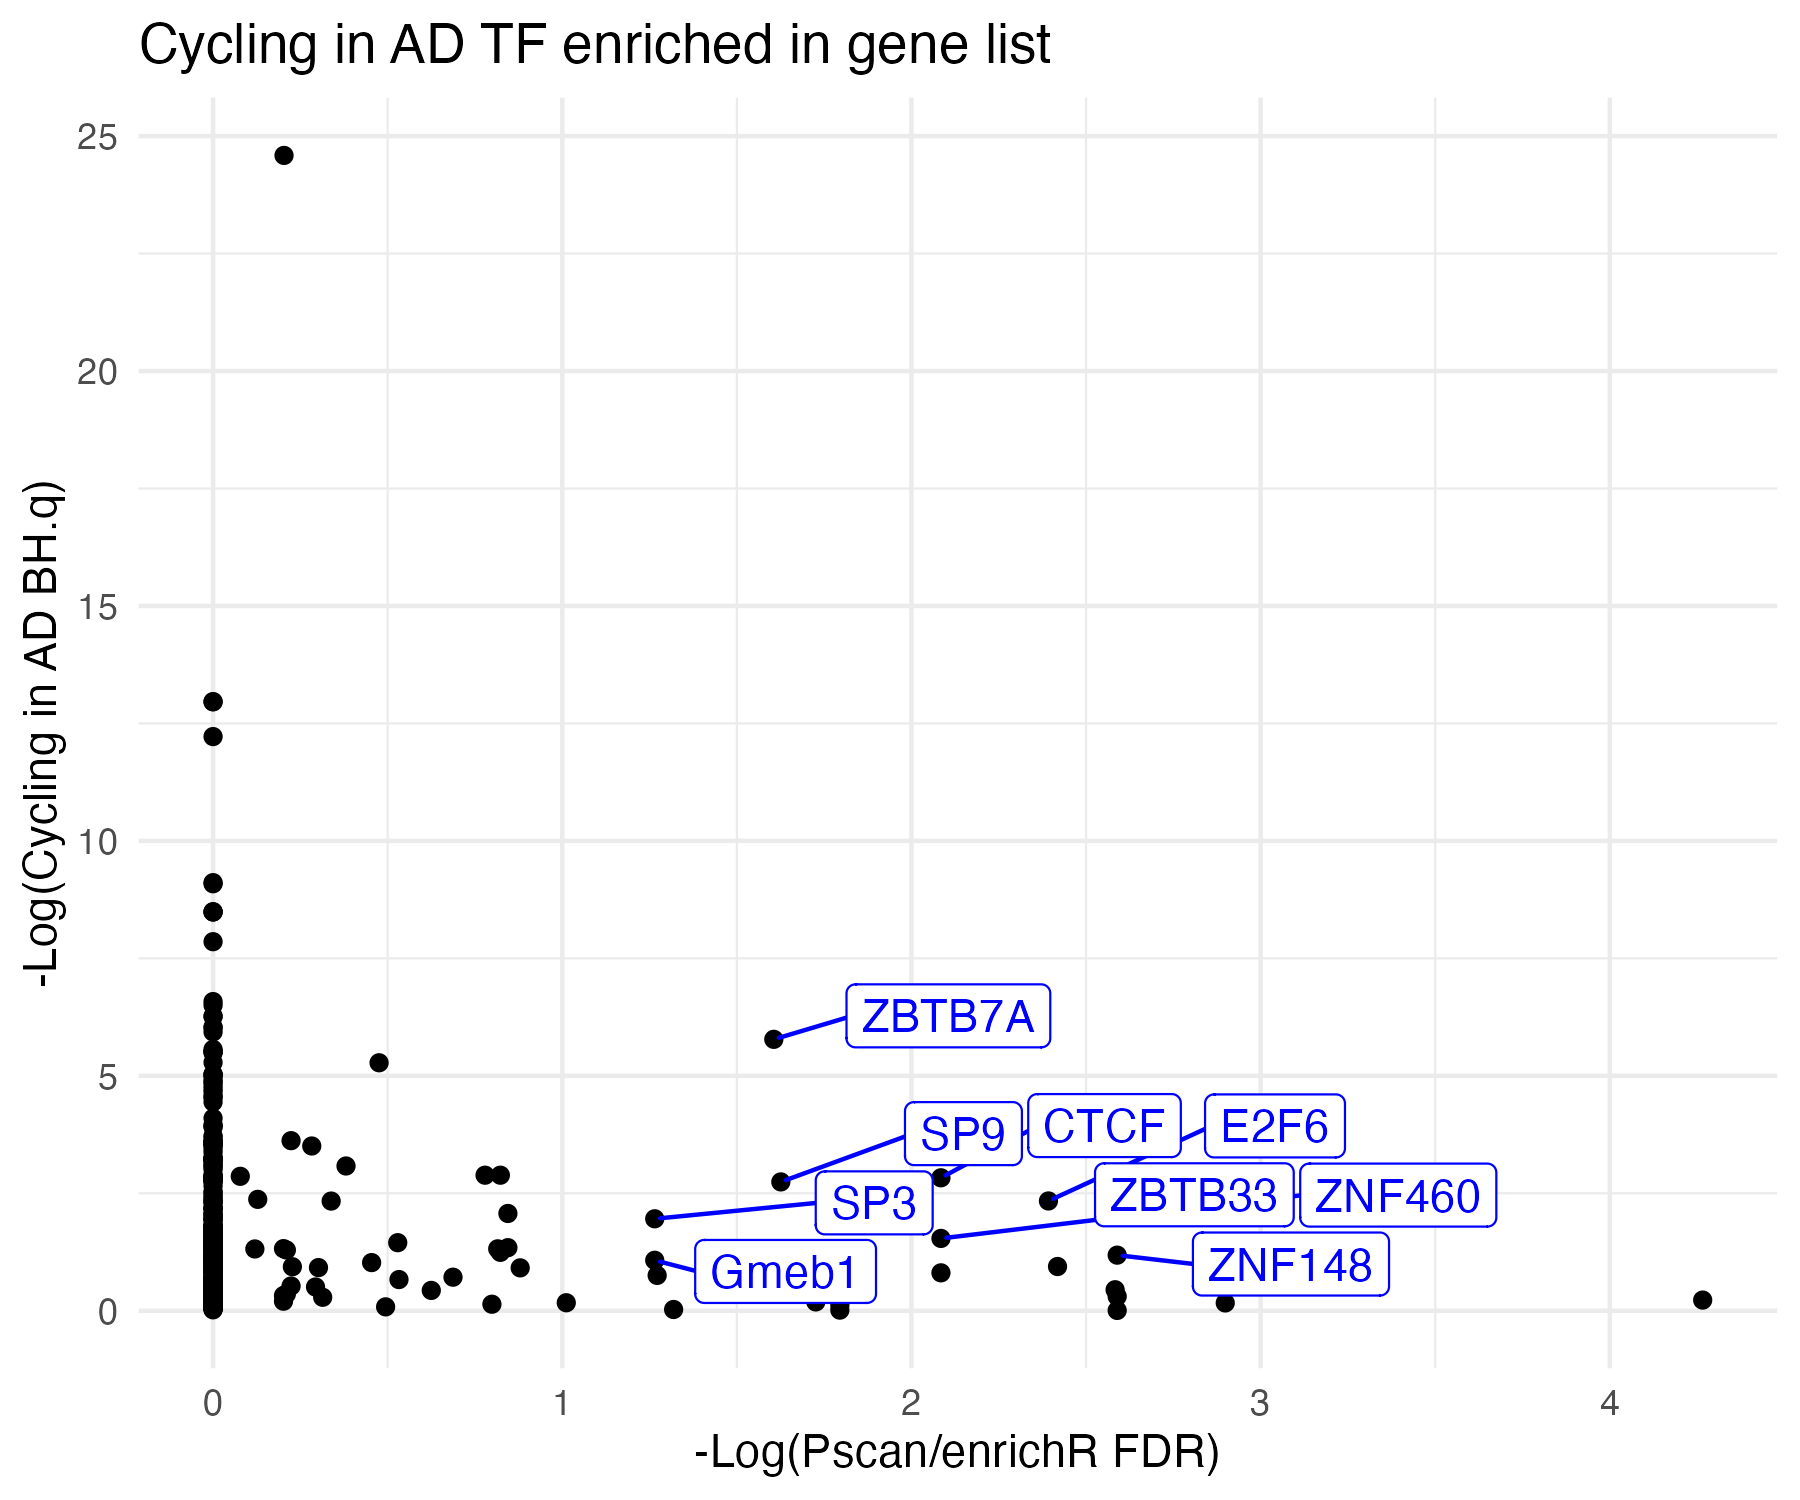 Cycling in AD TF enriched in gene list
-Log(Cycling in AD BH.q)
25
20
15
10
5
0
ZBTB7A
SP9
CTCF
E2F6
SP3
ZBTB33
ZNF460
Gmeb1
ZNF148
0
1
2
3
4
-Log(Pscan/enrichR FDR)